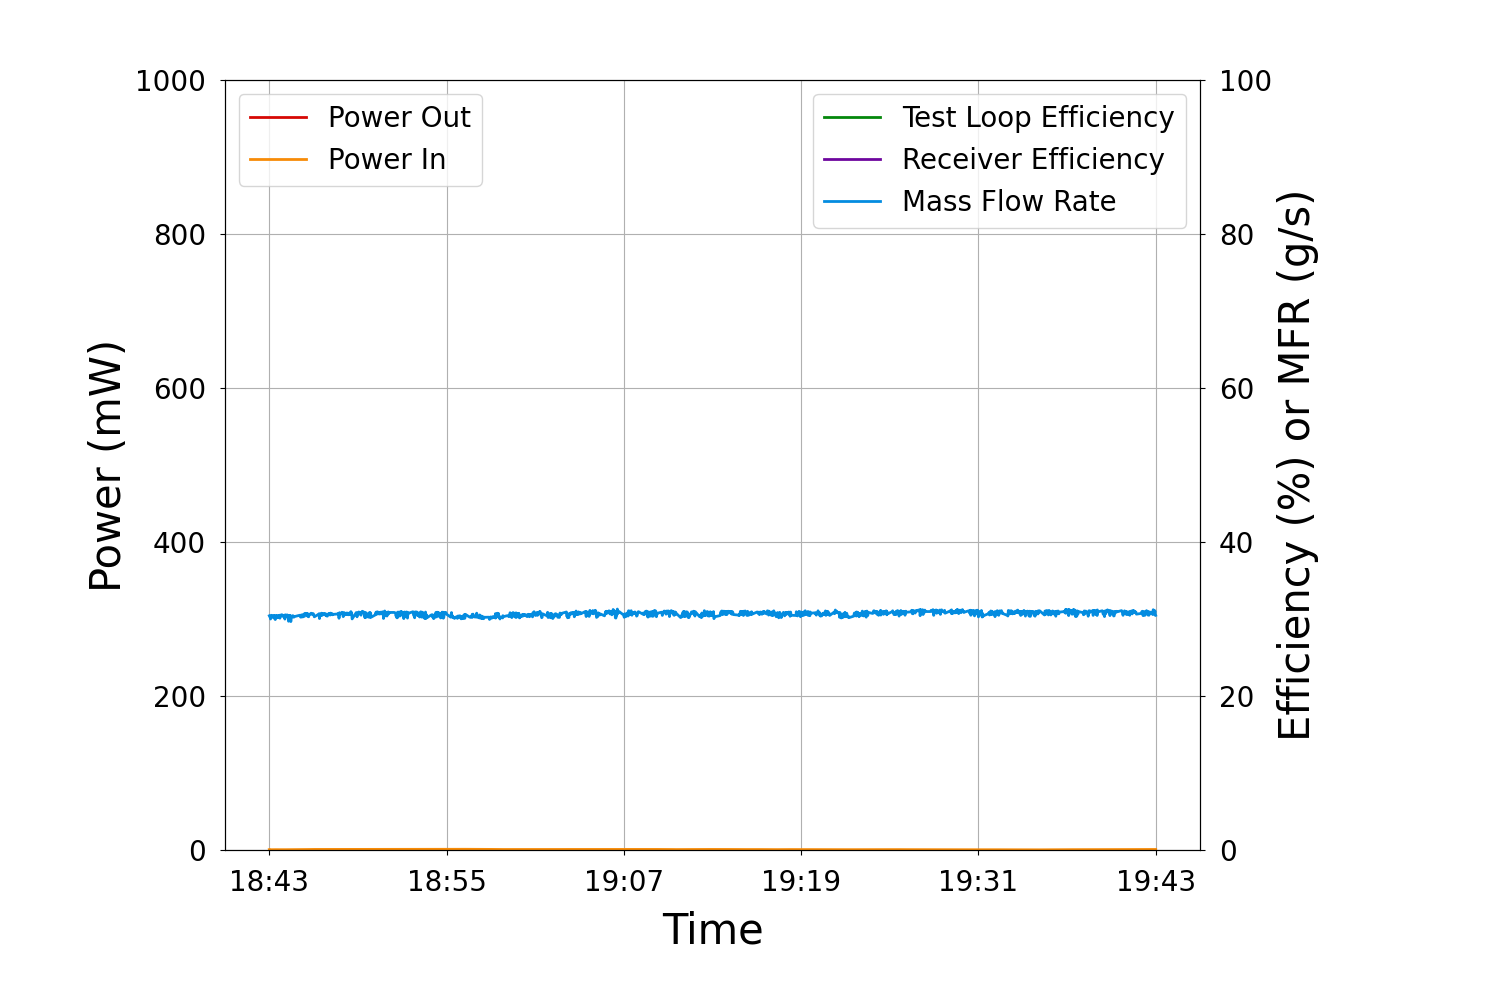 Power Out
Power In
Test Loop Efficiency
Receiver Efficiency
Mass Flow Rate
1000
800
600
400
200
0
Power (mW)
100
80
60
40
20
0
Efficiency (%) or MFR (g/s)
18:43 18:55 19:07 19:19 19:31 19:43
Time